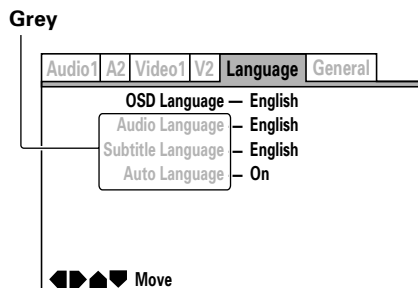 Grey
Audio1 A2 Video1 V2 Language General
OSD Language — English
Audio Language – English
Subtitle Language – English
Auto Language – On
Move